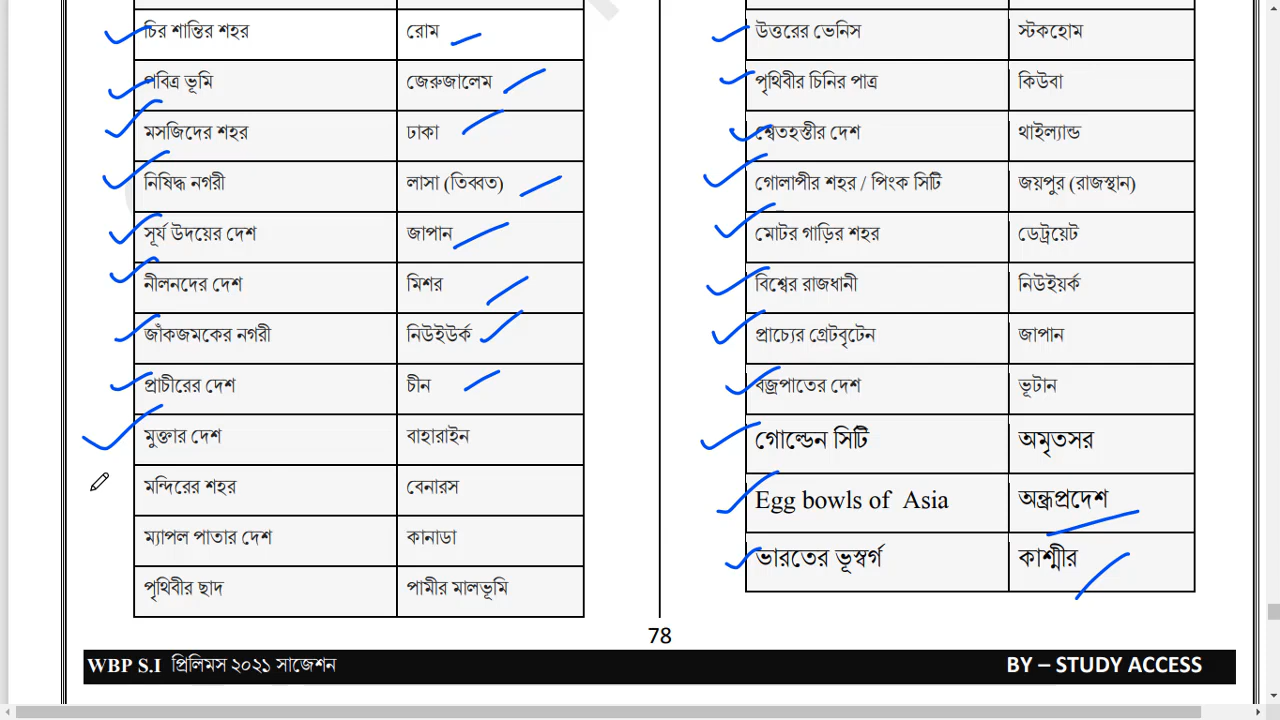 চির শান্তির শহর রোম
পবিত্র ভূমি জেরুজালেম
মসজিদের শহর ঢাকা
নিষিদ্ধ নগরী লাসা (তিব্বত)
সূর্য উদয়ের দেশ জাপান
নীলনদের দেশ মিশর
জাঁকজমকের নগরী নিউইউর্ক
প্রাচীরের দেশ চীন
মুক্তার দেশ বাহারাইন
মন্দিরের শহর বেনারস
ম্যাপল পাতার দেশ কানাডা
পৃথিবীর ছাদ পামীর মালভূমি
উত্তরের ভেনিস স্টকহোম
পৃথিবীর চিনির পাত্র কিউবা
শ্বেতহস্তীর দেশ থাইল্যান্ড
গোলাপীর শহর / পিংক সিটি জয়পুর (রাজস্থান)
মোটর গাড়ির শহর ডেট্রয়েট
বিশ্বের রাজধানী নিউইয়র্ক
প্রাচ্যের গ্রেটবৃটেন জাপান
বজ্রপাতের দেশ ভূটান
গোল্ডেন সিটি অমৃতসর
Egg bowls of Asia অন্ধ্রপ্রদেশ
ভারতের ভূস্বর্গ কাশ্মীর
78
WBP S.I প্রিলিমস ২০২১ সাজেশন BY – STUDY ACCESS